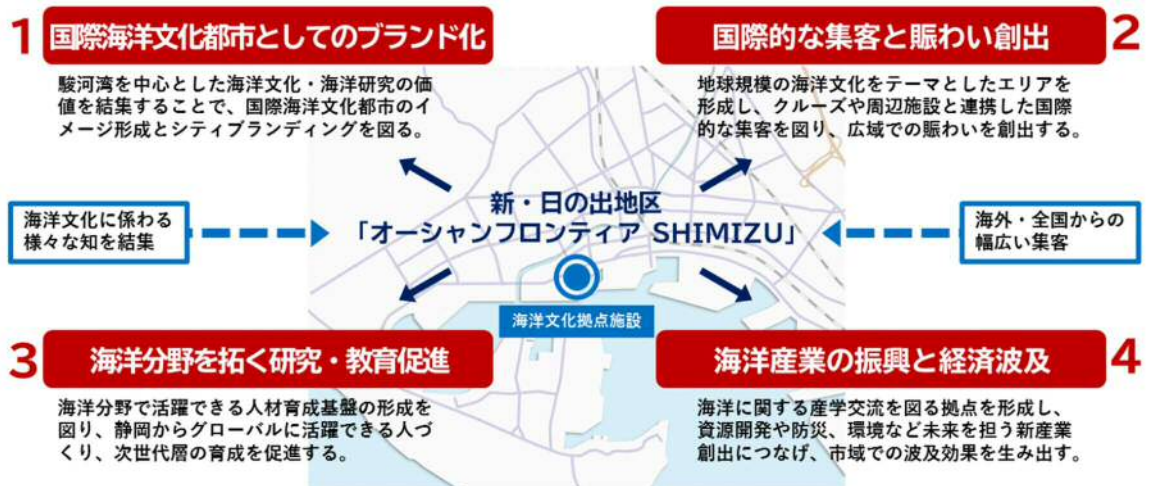 1 国際海洋文化都市としてのブランド化
駿河湾を中心とした海洋文化・海洋研究の価
値を結集することで、国際海洋文化都市のイ
メージ形成とシティブランディングを図る。
国際的な集客と賑わい創出 2
地球規模の海洋文化をテーマとしたエリアを
形成し、クルーズや周辺施設と連携した国際
的な集客を図り、広域での賑わいを創出する。
海洋文化に係わる
様々な知を結集
新・日の出地区
「オーシャンフロンティア SHIMIZU」
海洋文化拠点施設
海外・全国からの
幅広い集客
3 海洋分野を拓く研究・教育促進
海洋分野で活躍できる人材育成基盤の形成を
図り、静岡からグローバルに活躍できる人づ
くり、次世代層の育成を促進する。
海洋産業の振興と経済波及 4
海洋に関する産学交流を図る拠点を形成し、
資源開発や防災、環境など未来を担う新産業
創出につなげ、市域での波及効果を生み出す。